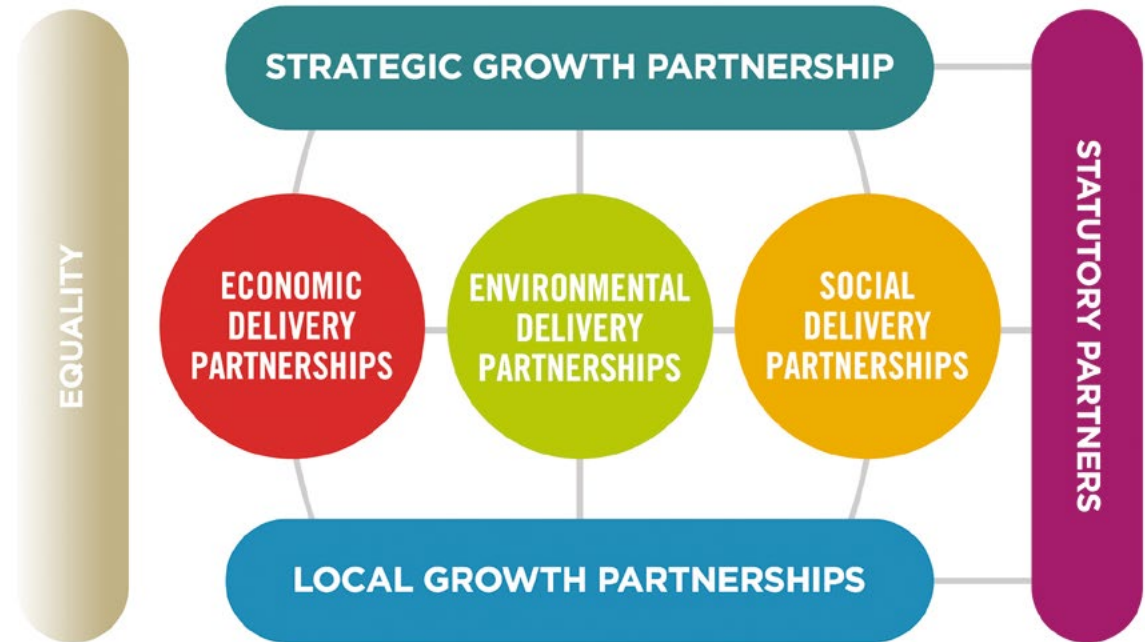 STRATEGIC GROWTH PARTNERSHIP
EQUALITY
ECONOMIC
DELIVERY
PARTNERSHIPS
ENVIRONMENTAL
DELIVERY
PARTNERSHIPS
SOCIAL
DELIVERY
PARTNERSHIPS
STATUTORY PARTNERS
LOCAL GROWTH PARTNERSHIPS